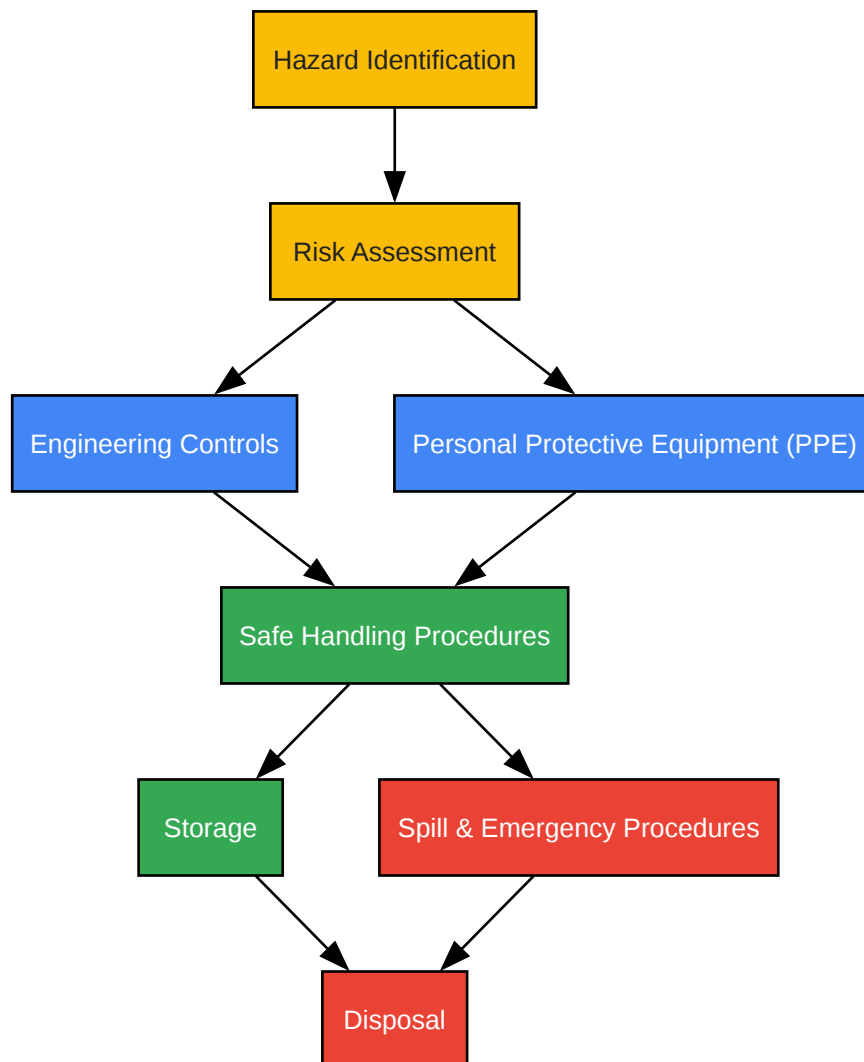 Hazard Identification
Risk Assessment
Engineering Controls
Personal Protective Equipment (PPE)
Safe Handling Procedures
Storage
Spill & Emergency Procedures
Disposal